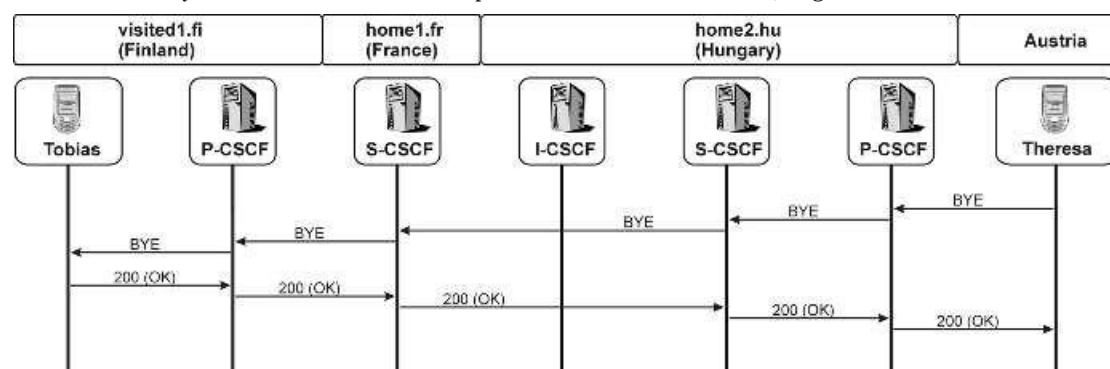 visited1.fi
(Finland)
home1.fr
(France)
home2.hu
(Hungary)
Austria
Tobias
P-CSCF
S-CSCF
I-CSCF
S-CSCF
P-CSCF
Theresa
BYE
BYE
BYE
BYE
BYE
200 (OK)
200 (OK)
200 (OK)
200 (OK)
200 (OK)